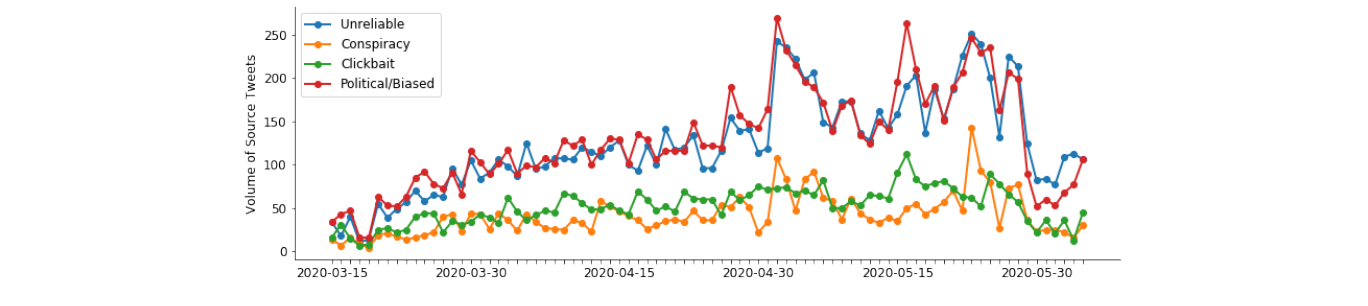 Unreliable
Conspiracy
Clickbait
Political/Biased
Volume of Source Tweets
250
200
150
100
50
0
2020-03-15 2020-03-30 2020-04-15 2020-04-30 2020-05-15 2020-05-30